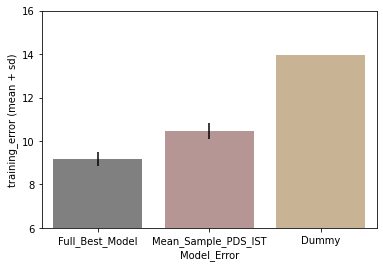 training_error (mean + sd)
16
14
12
10
8
6
Full_Best_Model
Mean_Sample_PDS_IST
Dummy
Model_Error